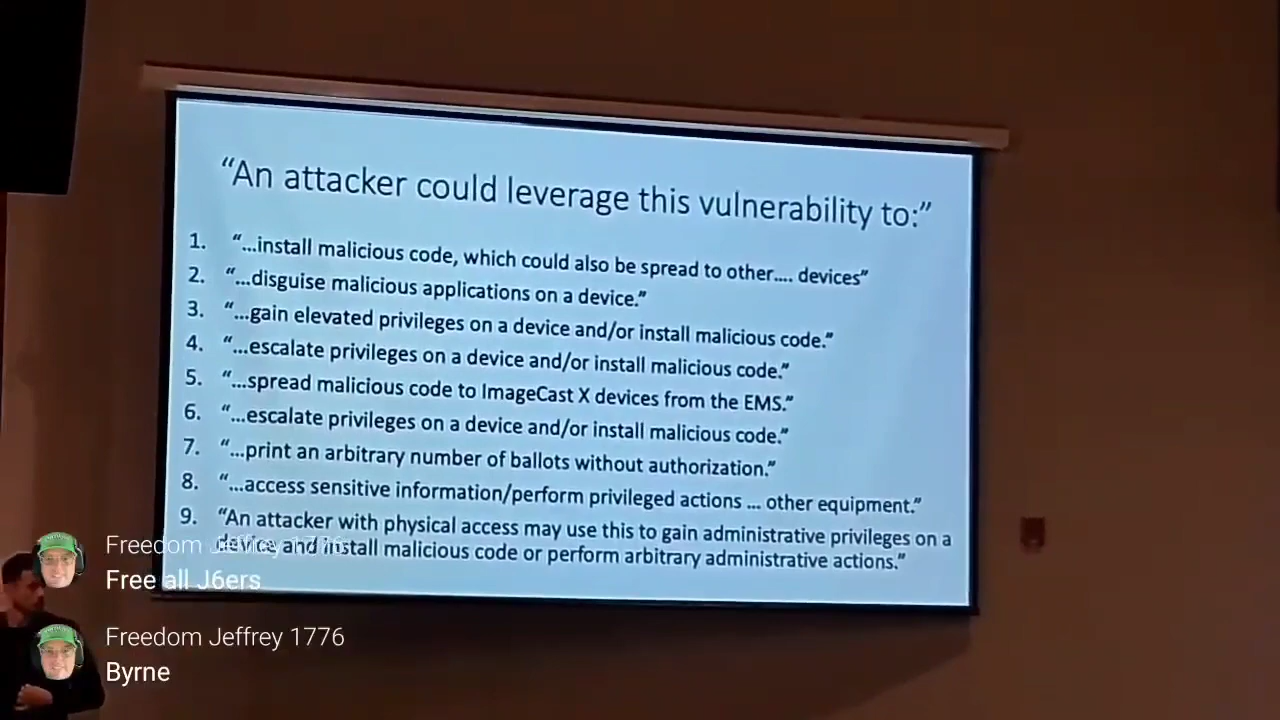 “An attacker could leverage this vulnerability to:”
1. “...install malicious code, which could also be spread to other.... devices”
2. “...disguise malicious applications on a device.”
3. “...gain elevated privileges on a device and/or install malicious code.”
4. “...escalate privileges on a device and/or install malicious code.”
5. “...spread malicious code to ImageCast X devices from the EMS.”
6. “...escalate privileges on a device and/or install malicious code.”
7. “...print an arbitrary number of ballots without authorization.”
8. “...access sensitive information/perform privileged actions ... other equipment.”
9. “An attacker with physical access may use this to gain administrative privileges on a
device and install malicious code or perform arbitrary administrative actions.”
Freedom Jeffrey 1776
Free all J6ers
Freedom Jeffrey 1776
Byrne